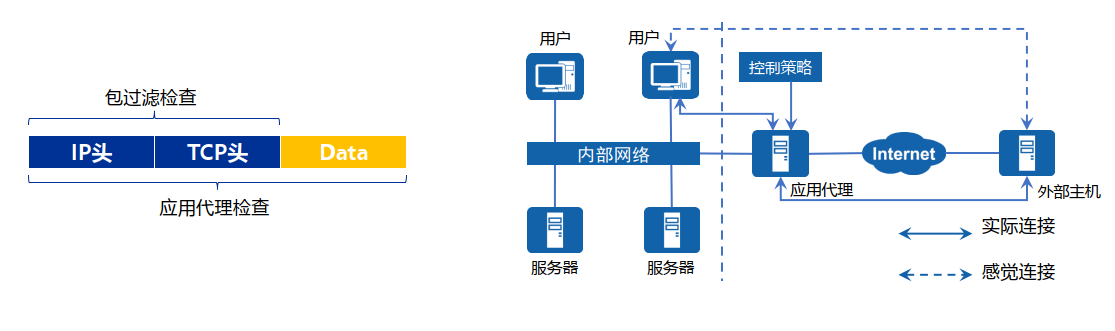 包过滤检查
IP头
TCP头
Data
应用代理检查
用户
用户
控制策略
内部网络
Internet
应用代理
外部主机
服务器
服务器
实际连接
感觉连接